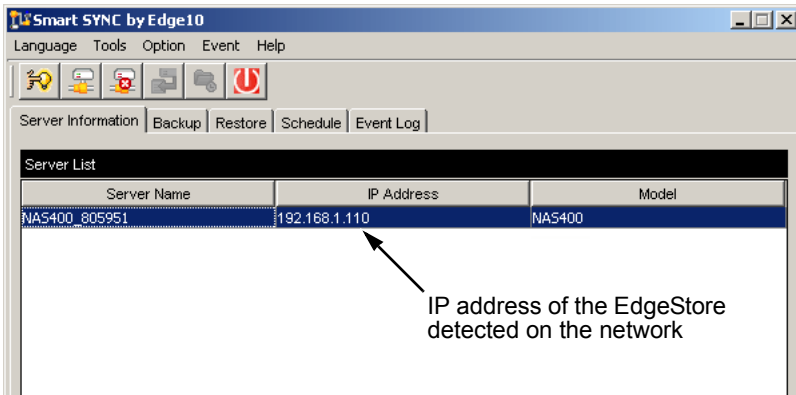 Smart SYNC by Edge10
Language Tools Option Event Help
Server Information Backup Restore Schedule Event Log
Server List
Server Name IP Address Model
NAS400_805951 192.168.1.110 NAS400
IP address of the EdgeStore
detected on the network